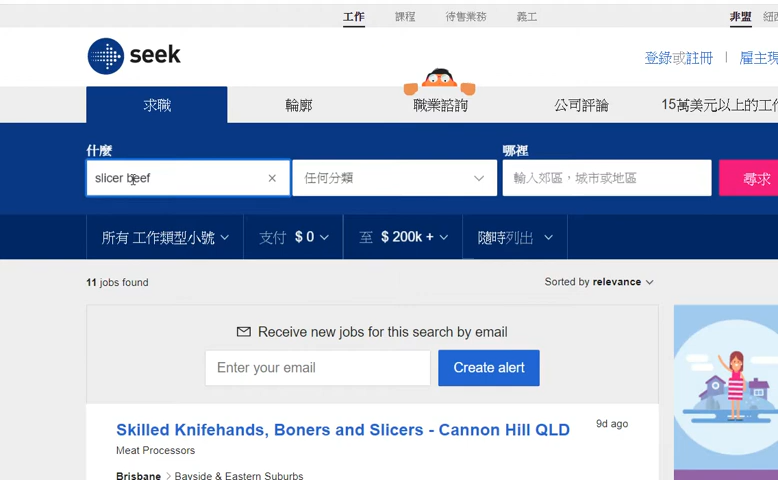 工作 課程 待售業務 義工 非盟
seek
登錄或註冊 |
求職 輪廓 職業諮詢 公司評論 15萬美元以上的工
什麼 哪裡
slicer beef × 任何分類 輸入郊區，城市或地區 尋求
所有 工作類型小號 支付 $ 0 至 $ 200k + 隨時列出
11 jobs found Sorted by relevance
Receive new jobs for this search by email
Enter your email Create alert
Skilled Knifehands, Boners and Slicers - Cannon Hill QLD 9d ago
Meat Processors
Brisbane > Bayside & Eastern Suburbs